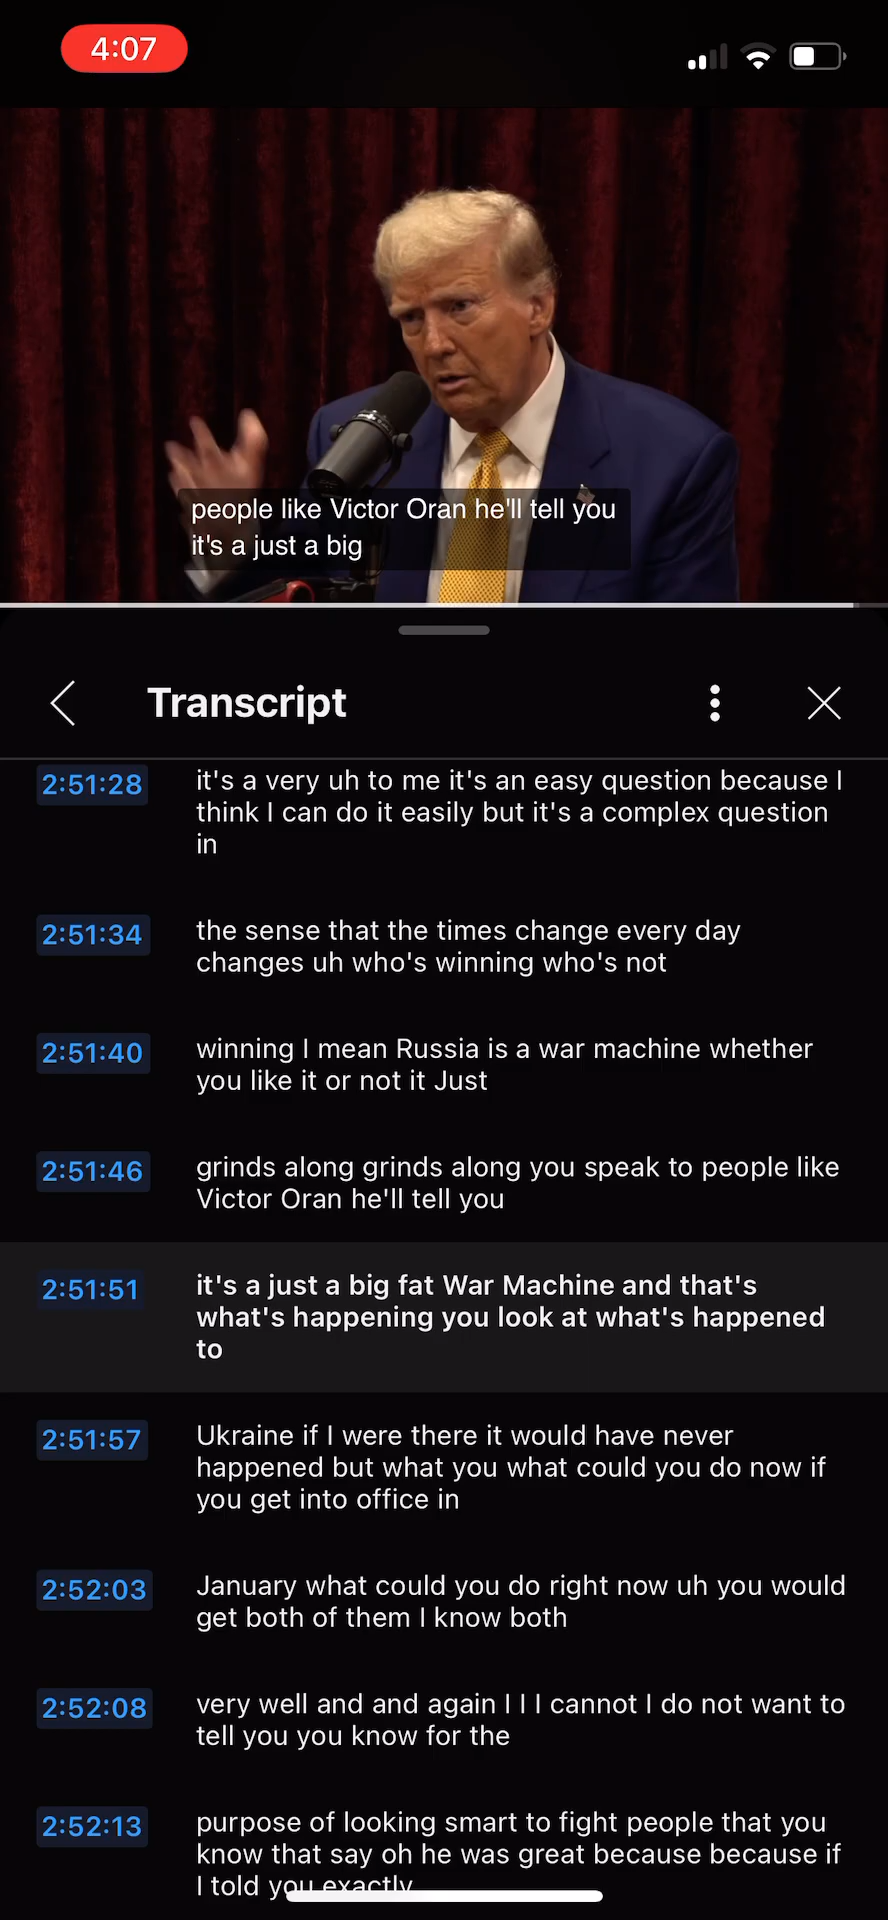 4:07
people like Victor Oran he'll tell you
it's a just a big
Transcript
2:51:28
it's a very uh to me it's an easy question because I
think I can do it easily but it's a complex question
in
2:51:34
the sense that the times change every day
changes uh who's winning who's not
2:51:40
winning I mean Russia is a war machine whether
you like it or not it Just
2:51:46
grinds along grinds along you speak to people like
Victor Oran he'll tell you
2:51:51
it's a just a big fat War Machine and that's
what's happening you look at what's happened
to
2:51:57
Ukraine if I were there it would have never
happened but what you what could you do now if
you get into office in
2:52:03
January what could you do right now uh you would
get both of them I know both
2:52:08
very well and and again I I I cannot I do not want to
tell you you know for the
2:52:13
purpose of looking smart to fight people that you
know that say oh he was great because because if
I told you exactly